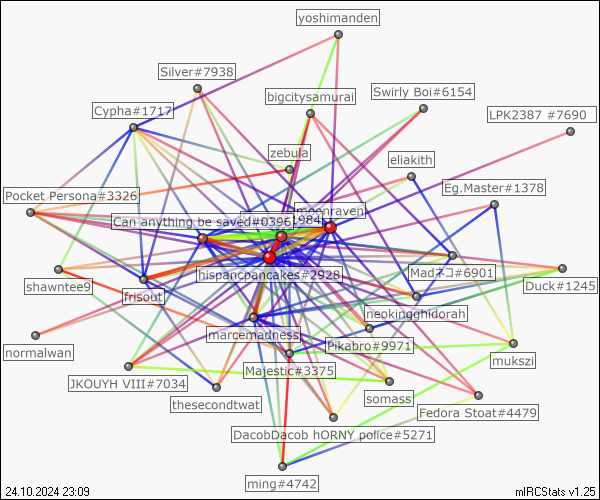 yoshimanden
Silver#7938
bigcitysamurai
Swirly Boi#6154
Cypha#1717
LPK2387 #7690
zebula
eliakith
Eg.Master#1378
Pocket Persona#3326
moonraven
Can anything be saved#0396
1984
hispancpancakes#2928
Madネコ#6901
shawntee9
frisout
Duck#1245
neokingghidorah
marcemadness
Pikabro#9971
normalwan
mukszi
Majestic#3375
JKOUYH VIII#7034
somass
thesecondtwat
Fedora Stoat#4479
DacobDacob hORNY police#5271
ming#4742
24.10.2024 23:09
mIRCStats v1.25